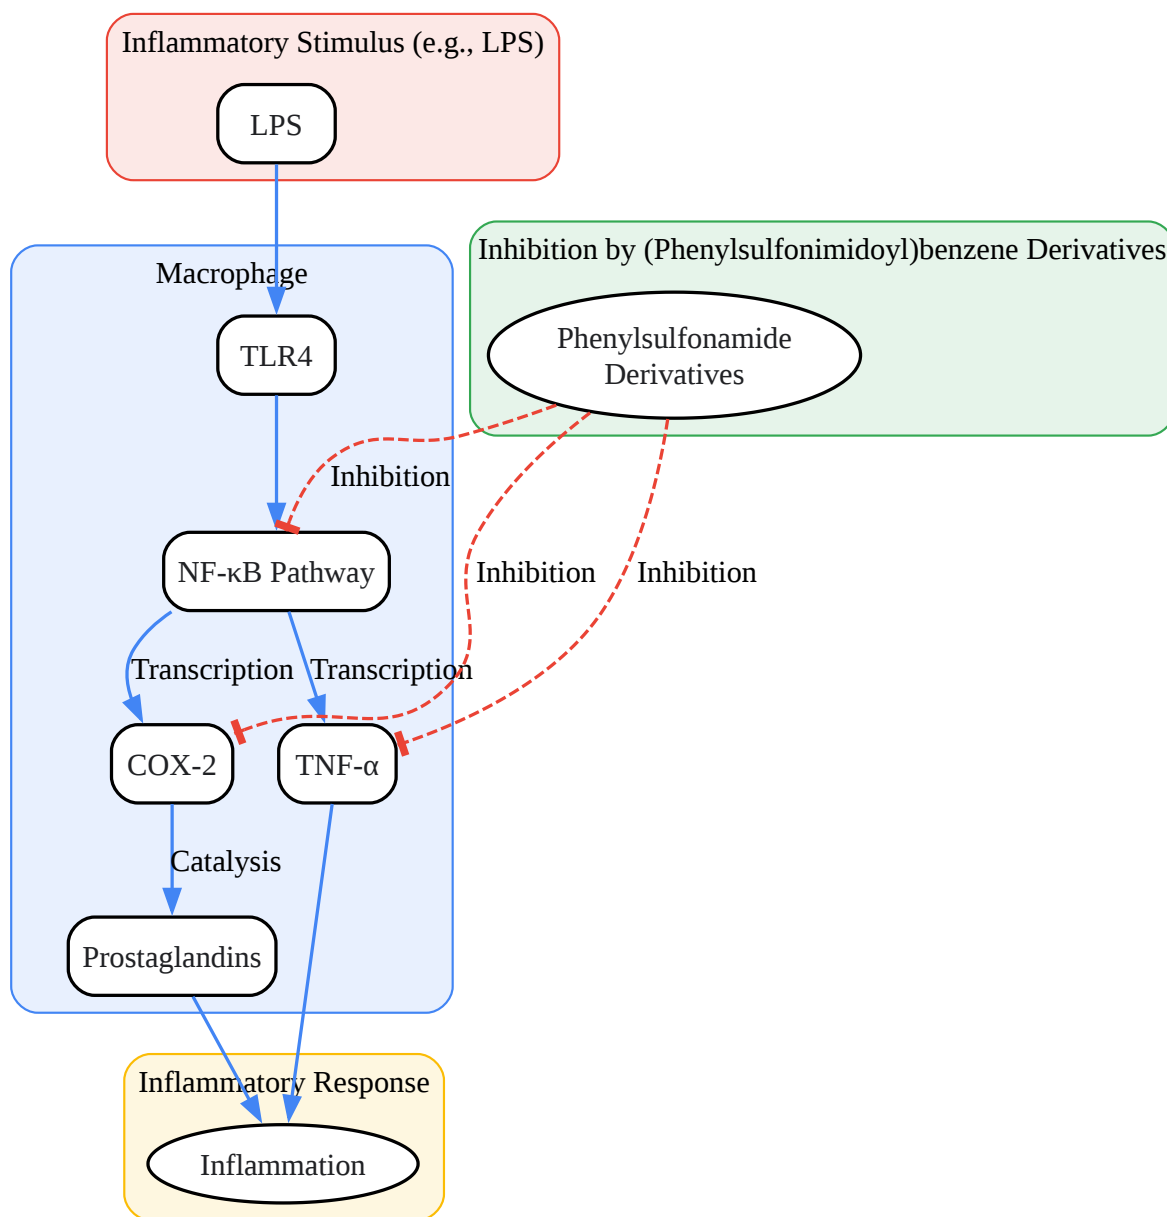 Inflammatory Stimulus (e.g., LPS)
LPS
Inhibition by (Phenylsulfonimidoyl)benzene Derivatives
Macrophage
Phenylsulfonamide
Derivatives
TLR4
Inhibition
NF-κB Pathway
Inhibition
Inhibition
Transcription
Transcription
COX-2
TNF-α
Catalysis
Prostaglandins
Inflammatory Response
Inflammation